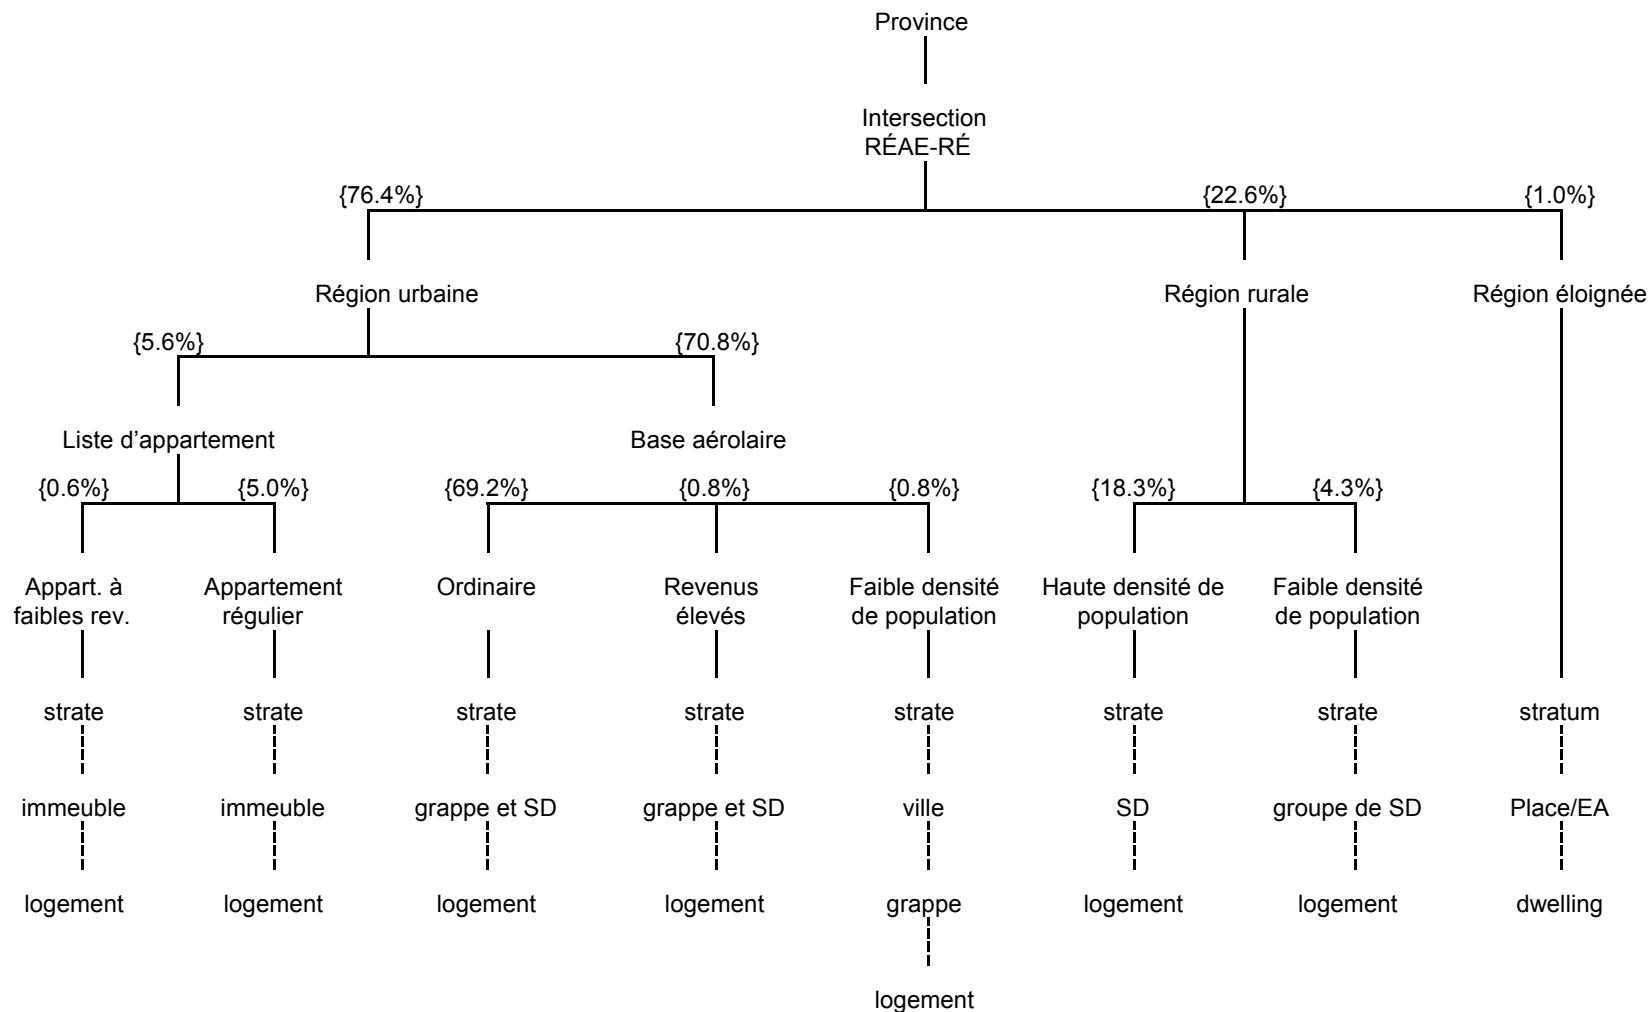 Province
Intersection
RÉAE-RÉ
{76.4%} {22.6%} {1.0%}
Région urbaine Région rurale Région éloignée
{5.6%} {70.8%}
Liste d'appartement Base aérolaire
{0.6%} {5.0%} {69.2%} {0.8%} {0.8%} {18.3%} {4.3%}
Appart. à Appartement Ordinaire Revenus Faible densité Haute densité de Faible densité
faibles rev. régulier élevés de population population de population
strate strate strate strate strate strate strate stratum
immeuble immeuble grappe et SD grappe et SD ville SD groupe de SD Place/EA
logement logement logement logement grappe logement logement dwelling
logement